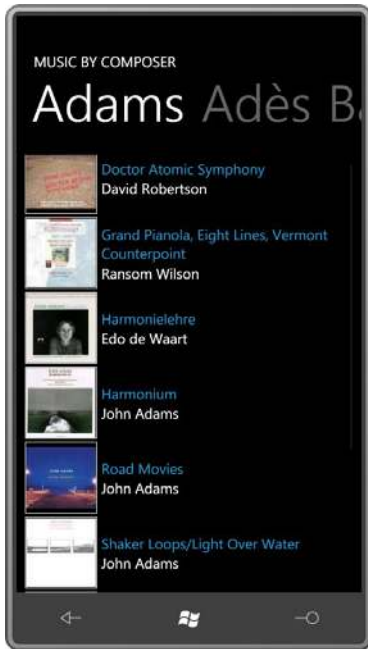 MUSIC BY COMPOSER
Adams Adès Ba
Doctor Atomic Symphony
David Robertson
Grand Pianola, Eight Lines, Vermont
Counterpoint
Ransom Wilson
Harmonielehre
Edo de Waart
Harmonium
John Adams
Road Movies
John Adams
Shaker Loops/Light Over Water
John Adams